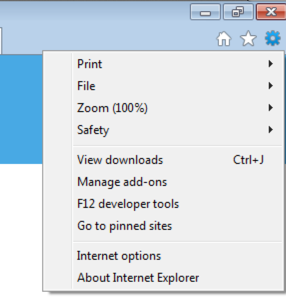 Print
File
Zoom (100%)
Safety
View downloads Ctrl+J
Manage add-ons
F12 developer tools
Go to pinned sites
Internet options
About Internet Explorer